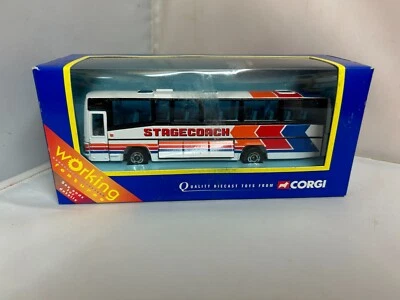 STAGECOACH
working
QUALITY DIECAST TOYS FROM CORGI